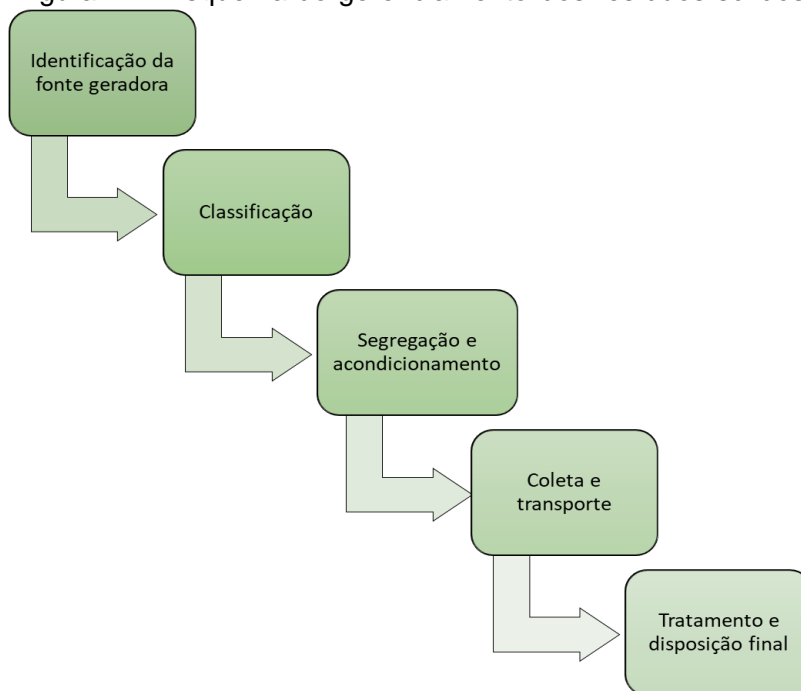 Identificação da
fonte geradora
Classificação
Segregação e
acondicionamento
Coleta e
transporte
Tratamento e
disposição final